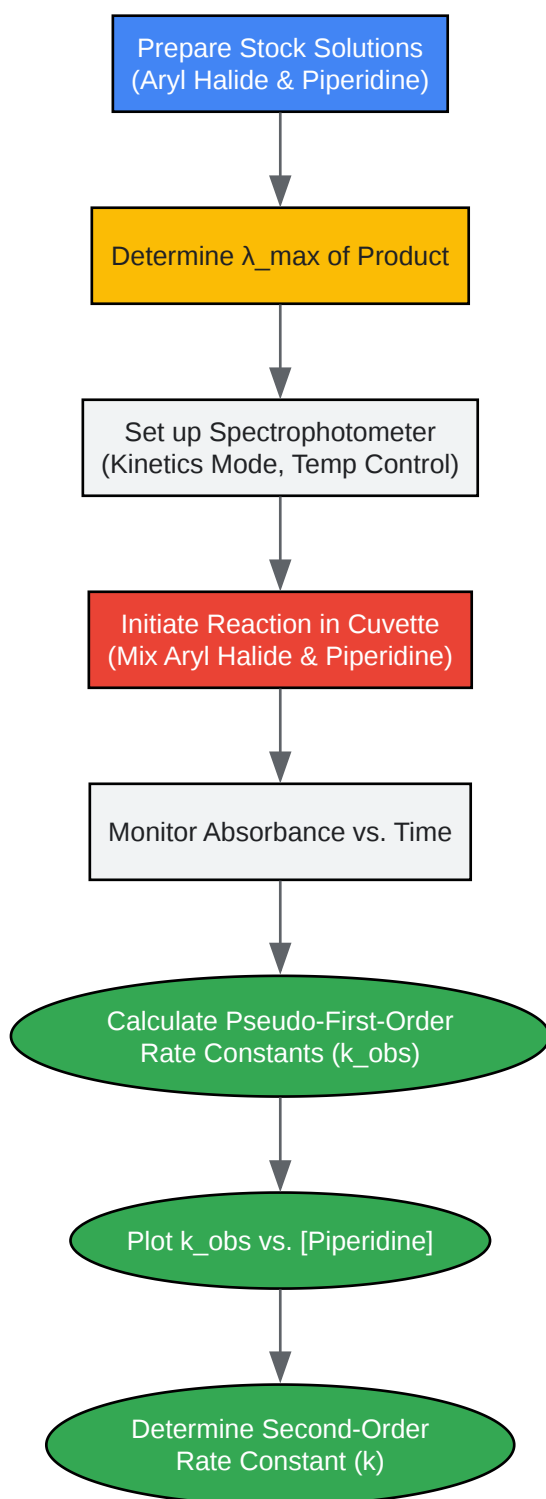 Prepare Stock Solutions
(Aryl Halide & Piperidine)
Determine λ_max of Product
Set up Spectrophotometer
(Kinetics Mode, Temp Control)
Initiate Reaction in Cuvette
(Mix Aryl Halide & Piperidine)
Monitor Absorbance vs. Time
Calculate Pseudo-First-Order
Rate Constants (k_obs)
Plot k_obs vs. [Piperidine]
Determine Second-Order
Rate Constant (k)